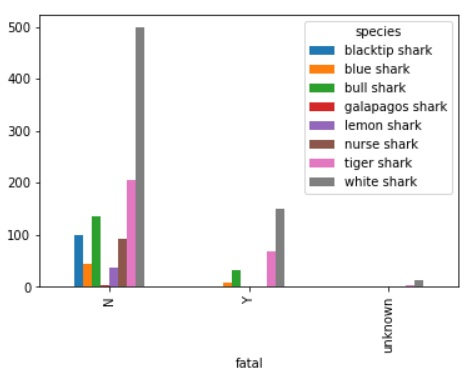 500
400
300
200
100
0
species
blacktip shark
blue shark
bull shark
galapagos shark
lemon shark
nurse shark
tiger shark
white shark
N
Y
unknown
fatal